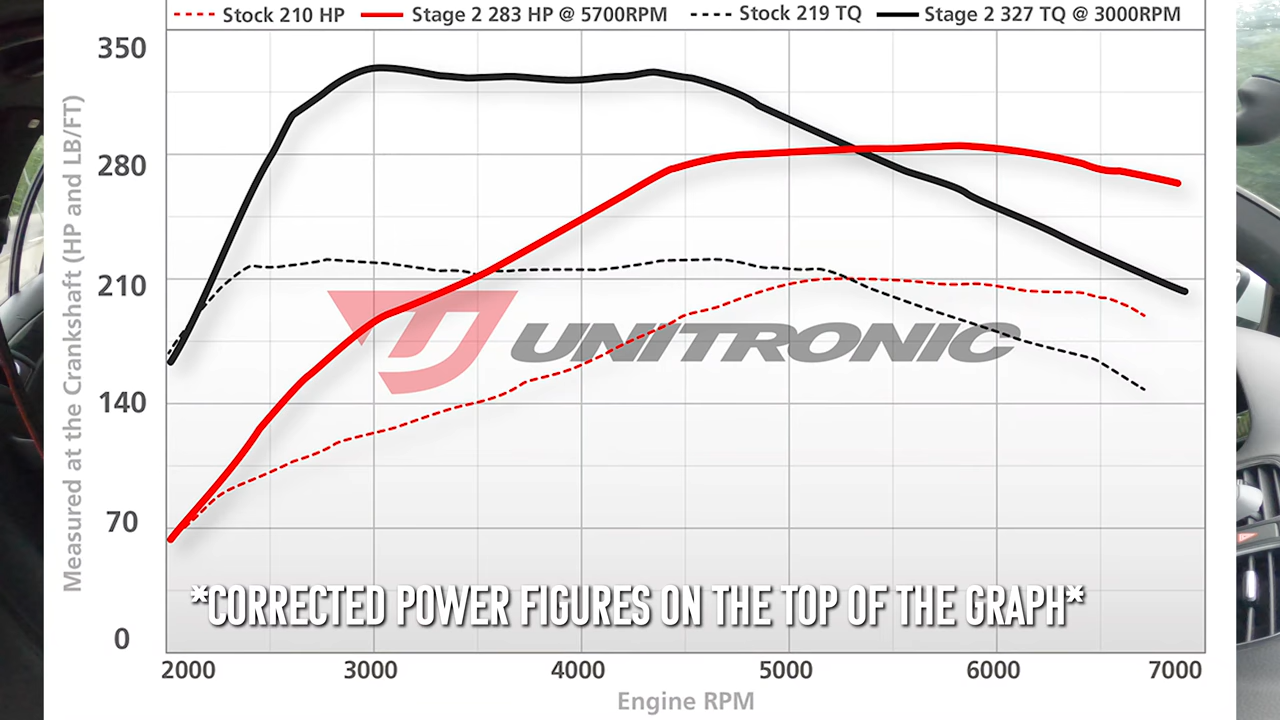 Stock 210 HP Stage 2 283 HP @ 5700RPM Stock 219 TQ Stage 2 327 TQ @ 3000RPM
Measured at the Crankshaft (HP and LB/FT)
350
280
210
140
70
0
UNITRONIC
*CORRECTED POWER FIGURES ON THE TOP OF THE GRAPH*
2000 3000 4000 5000 6000 7000
Engine RPM